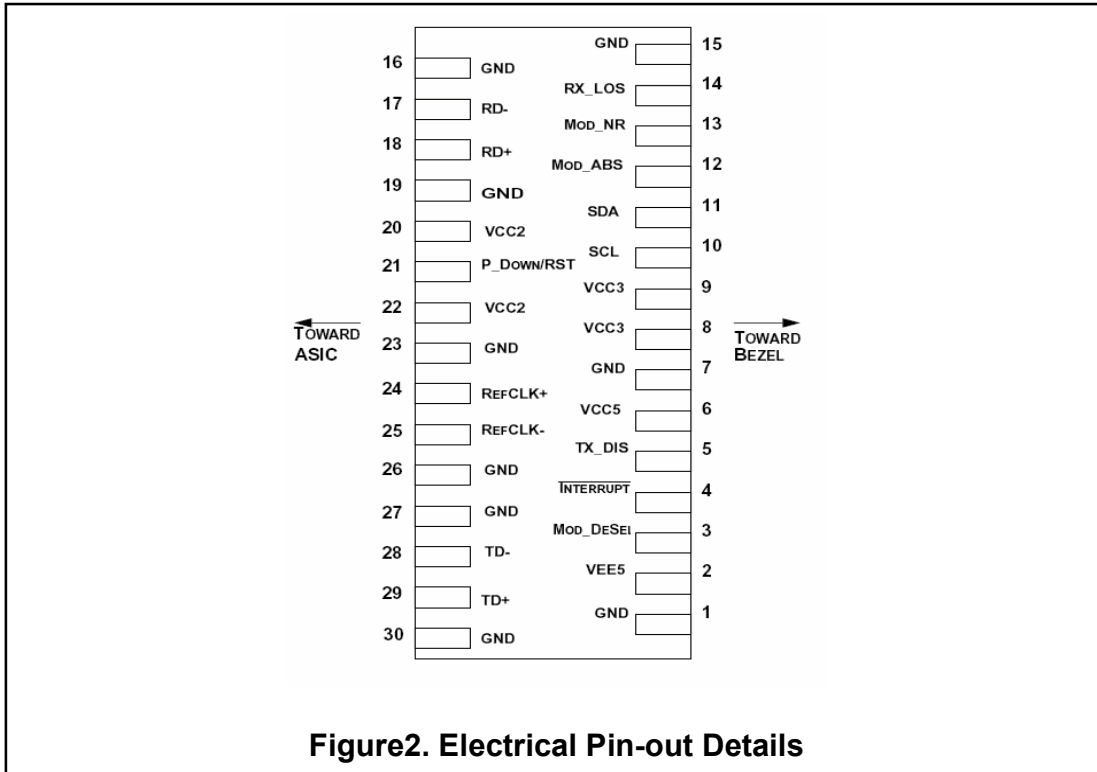 GND 15
16 GND
RX_LOS 14
17 RD-
MOD_NR 13
18 RD+
MOD_ABS 12
19 GND
SDA 11
20 VCC2
SCL 10
21 P_DOWN/RST
VCC3 9
22 VCC2
VCC3 8
TOWARD ASIC
TOWARD BEZEL
23 GND
GND 7
24 REFCLK+
VCC5 6
25 REFCLK-
TX_DIS 5
26 GND
INTERRUPT 4
27 GND
MOD_DESEl 3
28 TD-
VEE5 2
29 TD+
GND 1
30 GND
Figure2. Electrical Pin-out Details